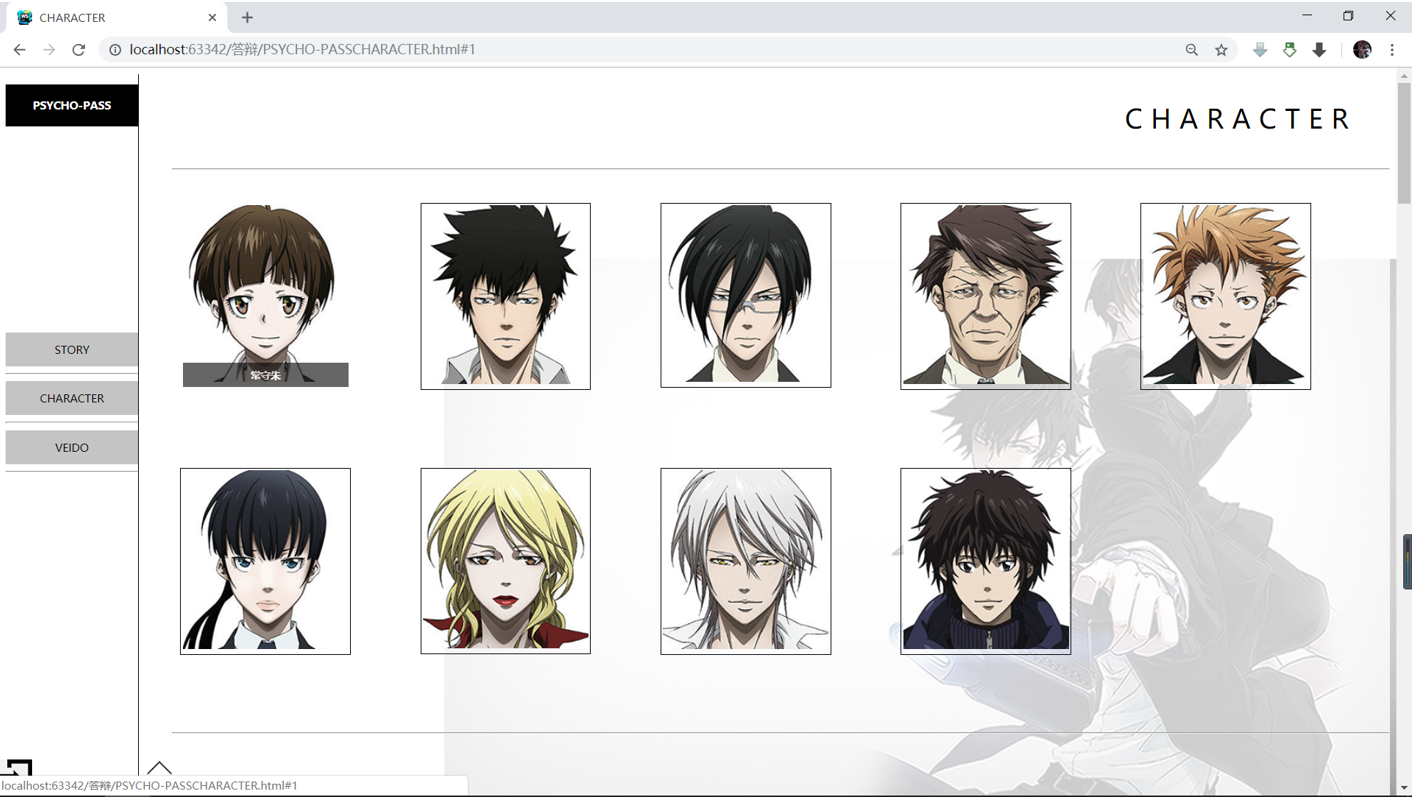 CHARACTER
localhost:63342/答辩/PSYCHO-PASSCHARACTER.html#1
PSYCHO-PASS
CHARACTER
常守朱
STORY
CHARACTER
VEIDO
localhost:63342/答辩/PSYCHO-PASSCHARACTER.html#1